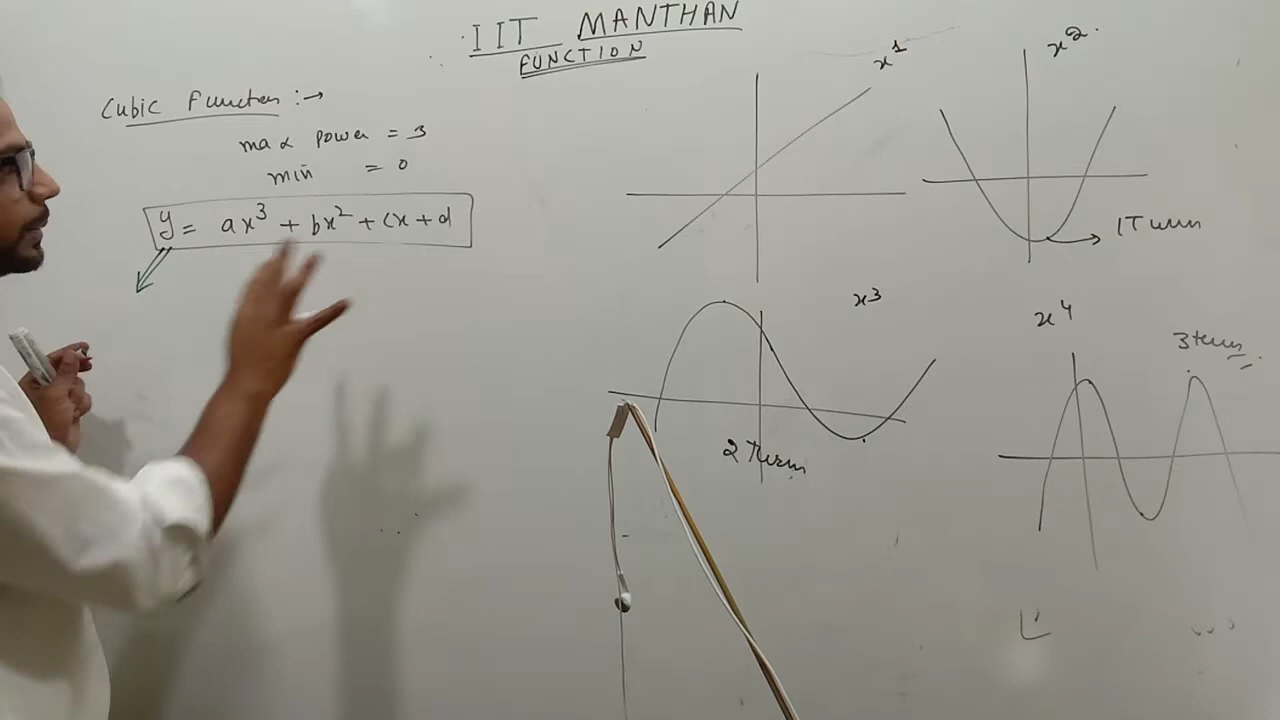 IIT MANTHAN
FUNCTION
Cubic Function :→
max power = 3
min = 0
y = ax³ + bx² + cx + d
x¹
x²
1 Turn
x³
2 Turn
x⁴
3 turn